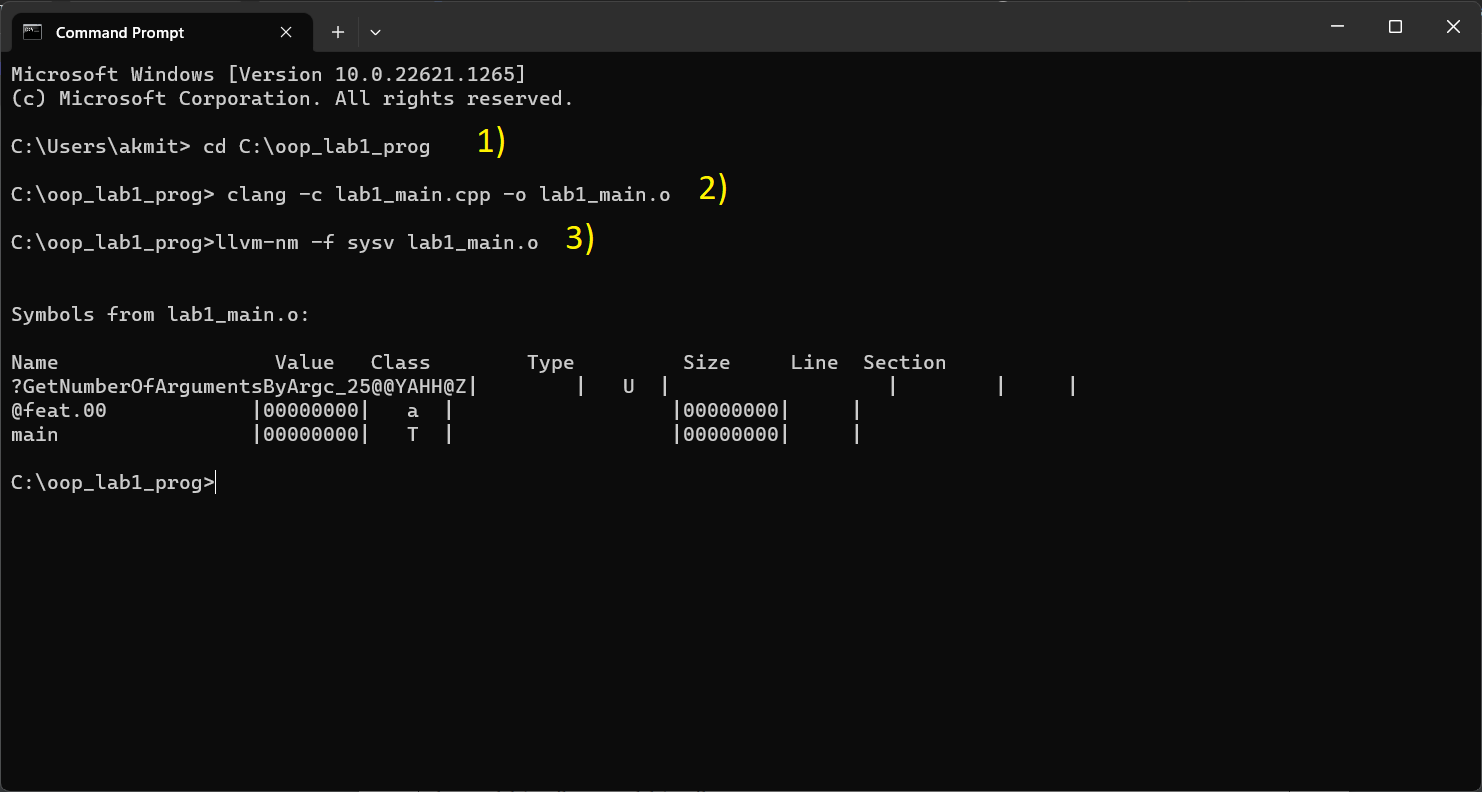 Command Prompt
Microsoft Windows [Version 10.0.22621.1265]
(c) Microsoft Corporation. All rights reserved.
C:\Users\akmit> cd C:\oop_lab1_prog 1)
C:\oop_lab1_prog> clang -c lab1_main.cpp -o lab1_main.o 2)
C:\oop_lab1_prog>llvm-nm -f sysv lab1_main.o 3)
Symbols from lab1_main.o:
Name Value Class Type Size Line Section
?GetNumberOfArgumentsByArgc_25@@YAHH@Z| | U | | | |
@feat.00 |00000000| a | |00000000| |
main |00000000| T | |00000000| |
C:\oop_lab1_prog>